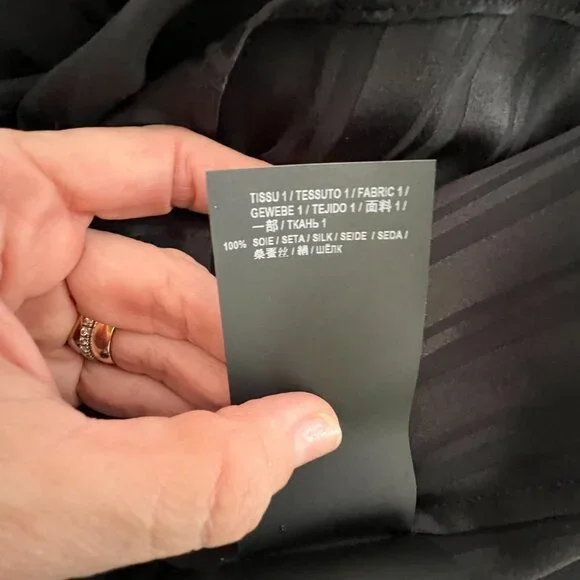 TISSU 1 / TESSUTO 1 / FABRIC 1 /
GEWEBE 1 / TEJIDO 1 / 面料 1 /
一部 / ТКАНЬ 1
100% SOIE / SETA / SILK / SEIDE / SEDA /
桑蚕丝 / 絹 / ШЁЛК